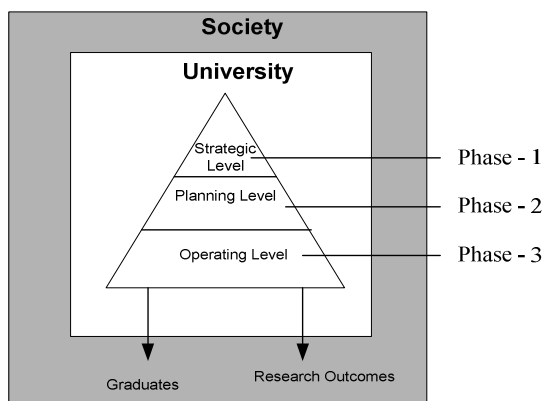 Society
University
Strategic
Level
Phase - 1
Planning Level
Phase - 2
Operating Level
Phase - 3
Graduates
Research Outcomes